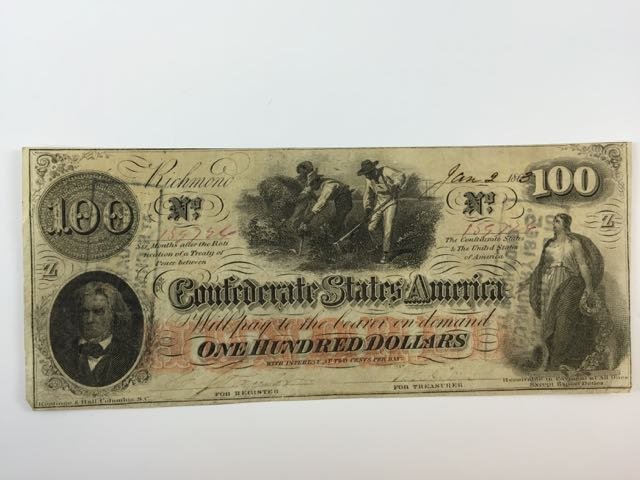 100
Richmond
No.
Six Months after the Rati
fication of a Treaty of
Peace between
Jan 2 1863
100
No.
The Confederate States
& The United States
of America
Z
Z
Confederate States America
Will pay to the bearer on demand
ONE HUNDRED DOLLARS
WITH INTEREST AT TWO CENTS PER DAY
FOR REGISTER
FOR TREASURER
Receivable in Payment of All Dues
Except Export Duties
Keatinge & Ball, Columbia, S.C.